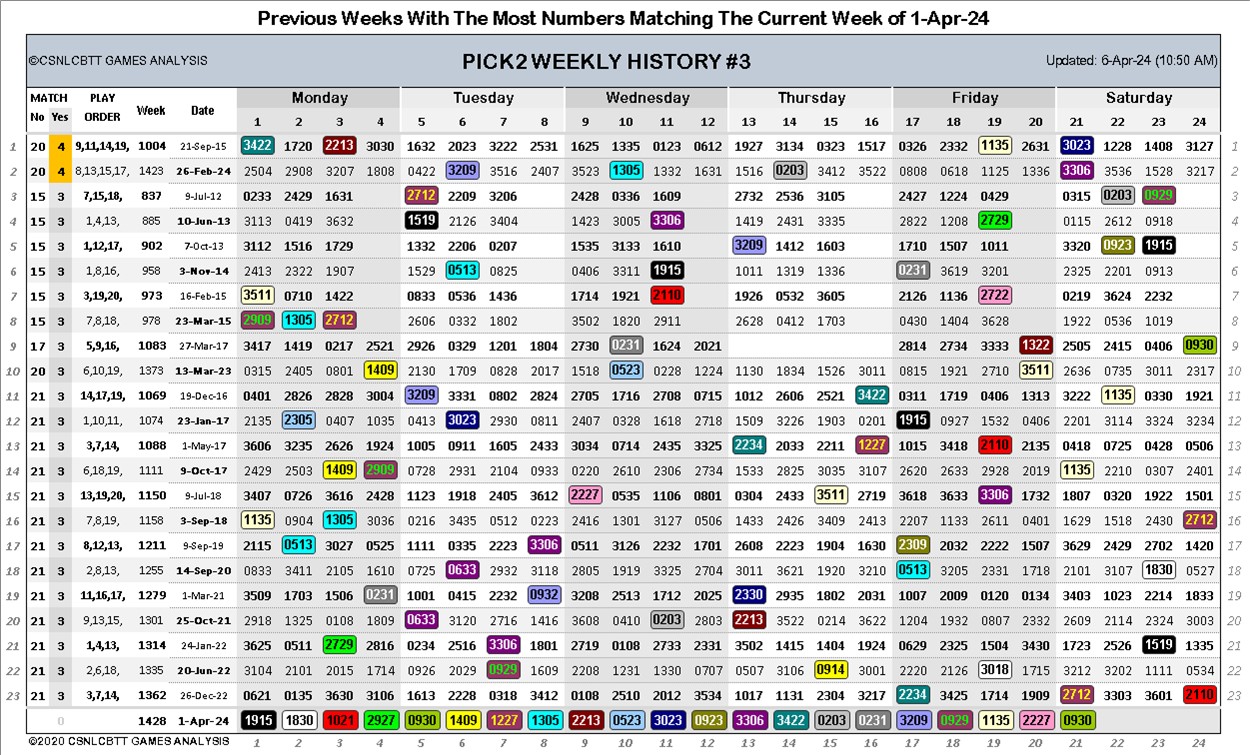 Previous Weeks With The Most Numbers Matching The Current Week of 1-Apr-24
©CSNLCBTT GAMES ANALYSIS PICK2 WEEKLY HISTORY #3 Updated: 6-Apr-24 (10:50 AM)
MATCH PLAY Week Date Monday Tuesday Wednesday Thursday Friday Saturday
No Yes ORDER 1 2 3 4 5 6 7 8 9 10 11 12 13 14 15 16 17 18 19 20 21 22 23 24
1 20 4 9,11,14,19, 1004 21-Sep-15 3422 1720 2213 3030 1632 2023 3222 2531 1625 1335 0123 0612 1927 3134 0323 1517 0326 2332 1135 2631 3023 1228 1408 3127 1
2 20 4 8,13,15,17, 1423 26-Feb-24 2504 2908 3207 1308 0422 3209 3516 2407 3523 1305 1332 1631 1516 0203 3412 3522 0808 0618 1125 1336 3306 3536 1528 3217 2
3 15 3 7,15,18, 837 9-Jul-12 0233 2429 1631 2712 2209 3206 2428 0336 1609 2732 2536 3105 2427 1224 0429 0315 0203 0929 3
4 15 3 1,4,13, 885 10-Jun-13 3113 0419 3632 1519 2126 3404 1423 3005 3306 1419 2431 3335 2822 1208 2729 0115 2612 0918 4
5 15 3 1,12,17, 902 7-Oct-13 3112 1516 1729 1332 2206 0207 1535 3133 1610 3209 1412 1603 1710 1507 1011 3320 0923 1915 5
6 15 3 1,8,16, 958 3-Nov-14 2413 2322 1907 1529 0513 0825 0406 3311 1915 1011 1319 1336 0231 3619 3201 2325 2201 0913 6
7 15 3 3,19,20, 973 16-Feb-15 3511 0710 1422 0833 0536 1436 1714 1921 2110 1926 0532 3605 2126 1136 2722 0219 3624 2232 7
8 15 3 7,8,18, 978 23-Mar-15 2909 1305 2712 2606 0332 1802 3502 1820 2911 2628 0412 1703 0430 1404 3628 1922 0536 1019 8
9 17 3 5,9,16, 1083 27-Mar-17 3417 1419 0217 2521 2926 0329 1201 1804 2730 0231 1624 2021 2814 2734 3333 1322 2505 2415 0406 0930 9
10 20 3 6,10,19, 1373 13-Mar-23 0315 2405 0801 1409 2130 1709 0828 2017 1518 0523 0228 1224 1130 1834 1526 3011 0815 1921 2710 3511 2636 0735 3011 2317 10
11 21 3 14,17,19, 1069 19-Dec-16 0401 2826 2828 3004 3209 3331 0802 2824 2705 1716 2708 0715 1012 2606 2521 3422 0311 1719 0406 1313 3222 1135 0330 1921 11
12 21 3 1,10,11, 1074 23-Jan-17 2135 2305 0407 1035 0413 3023 2930 0811 2407 0328 1618 2718 1509 3226 1903 0201 1915 0927 1532 0406 2201 3114 3324 3234 12
13 21 3 3,7,14, 1088 1-May-17 3606 3235 2626 1924 1005 0911 1605 2433 3034 0714 2435 3325 2234 2033 2211 1227 1015 3418 2110 2135 0418 0725 0428 0506 13
14 21 3 6,18,19, 1111 9-Oct-17 2429 2503 1409 2909 0728 2931 2104 0933 0220 2610 2306 2734 1533 2825 3035 3107 2620 2633 2928 2019 1135 2210 0307 2401 14
15 21 3 13,19,20, 1150 9-Jul-18 3407 0726 3616 2428 1123 1918 2405 3612 2227 0535 1106 0801 0304 2433 3511 2719 3618 3633 3306 1732 1807 0320 1922 1501 15
16 21 3 7,8,19, 1158 3-Sep-18 1135 0904 1305 3036 0216 3435 0512 0223 2416 1301 3127 0506 1433 2426 3409 2413 2207 1133 2611 0401 1629 1518 2430 2712 16
17 21 3 8,12,13, 1211 9-Sep-19 2115 0513 3027 0525 1111 0335 2223 3306 0511 3126 2232 1701 2608 2223 1904 1630 2309 2032 2222 1507 3629 2429 2702 1420 17
18 21 3 2,8,13, 1255 14-Sep-20 0833 3411 2105 1610 0725 0633 2932 3118 2805 1919 3325 2704 3011 3621 1920 3210 0513 3205 2331 1718 2101 3107 1830 0527 18
19 21 3 11,16,17, 1279 1-Mar-21 3509 1703 1506 0231 1001 0415 2232 0932 3208 2513 1712 2025 2330 2935 1802 2031 1007 2009 0120 0134 3403 1023 2214 1833 19
20 21 3 9,13,15, 1301 25-Oct-21 2918 1325 0108 1809 0633 3120 2716 1416 3608 0410 0203 2803 2213 3522 0214 1736 1204 1932 0807 2332 2609 2114 2324 3003 20
21 21 3 1,4,13, 1314 24-Jan-22 3625 0511 2729 2816 0234 2516 3306 1801 2719 0108 2733 2331 3502 1415 1404 1924 0629 2325 1504 3430 1723 2526 1519 1335 21
22 21 3 2,6,18, 1335 20-Jun-22 3104 2101 2015 1714 0926 2029 0929 1609 2208 1231 1330 0707 0507 3106 0914 3001 2220 2126 3018 1715 3212 3202 1111 0534 22
23 21 3 3,7,14, 1362 26-Dec-22 0621 0135 3630 3106 1613 2228 0318 3412 0108 2510 2012 3534 1017 1131 2304 3217 2234 3425 1714 1909 2712 3303 3601 2110 23
0 1428 1-Apr-24 1915 1830 1021 2927 0930 1409 1227 1305 2213 0523 3023 0923 3306 3422 0203 0231 3209 0929 1135 2227 0930
©2020 CSNLCBTT GAMES ANALYSIS 1 2 3 4 5 6 7 8 9 10 11 12 13 14 15 16 17 18 19 20 21 22 23 24